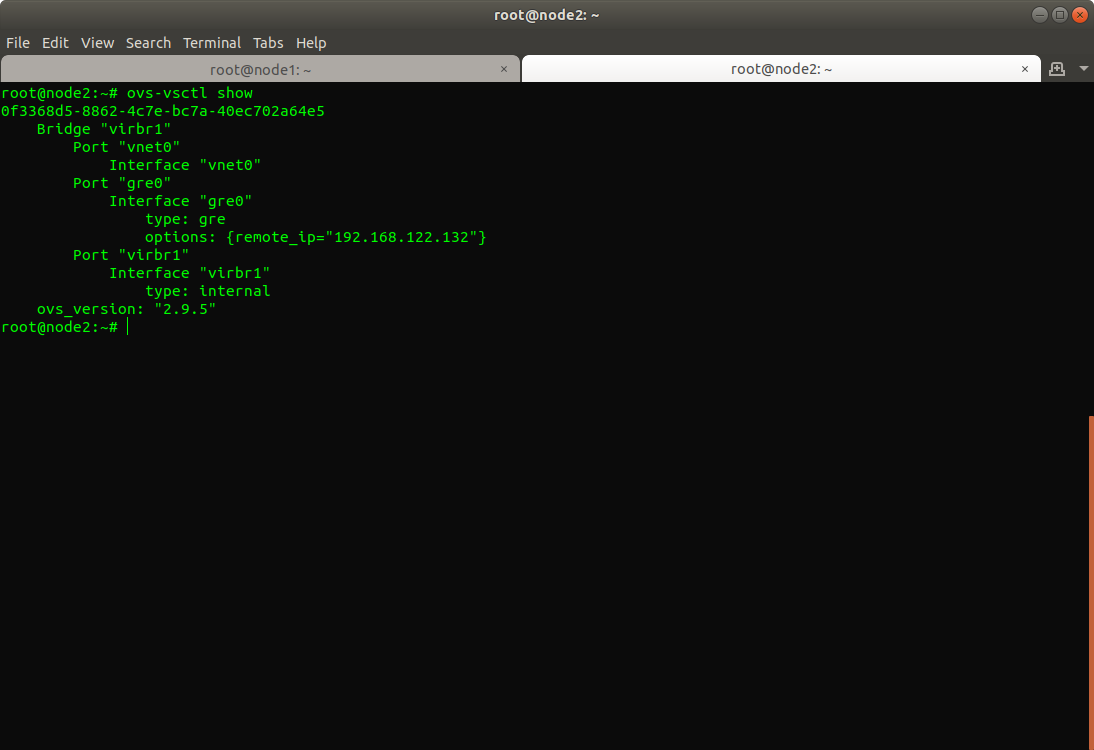 root@node2: ~
File Edit View Search Terminal Tabs Help
root@node1: ~ × root@node2: ~ ×
root@node2:~# ovs-vsctl show
0f3368d5-8862-4c7e-bc7a-40ec702a64e5
    Bridge "virbr1"
        Port "vnet0"
            Interface "vnet0"
        Port "gre0"
            Interface "gre0"
                type: gre
                options: {remote_ip="192.168.122.132"}
        Port "virbr1"
            Interface "virbr1"
                type: internal
    ovs_version: "2.9.5"
root@node2:~#